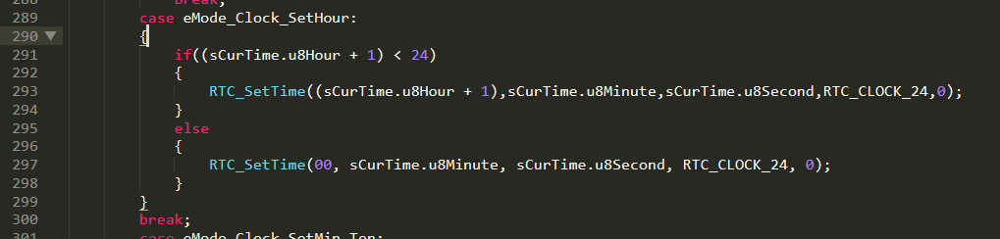 288 break;
289 case eMode_Clock_SetHour:
290 {
291 if((sCurTime.u8Hour + 1) < 24)
292 {
293 RTC_SetTime((sCurTime.u8Hour + 1),sCurTime.u8Minute,sCurTime.u8Second,RTC_CLOCK_24,0);
294 }
295 else
296 {
297 RTC_SetTime(00, sCurTime.u8Minute, sCurTime.u8Second, RTC_CLOCK_24, 0);
298 }
299 }
300 break;
301 case eMode_Clock_SetMin_Ten: